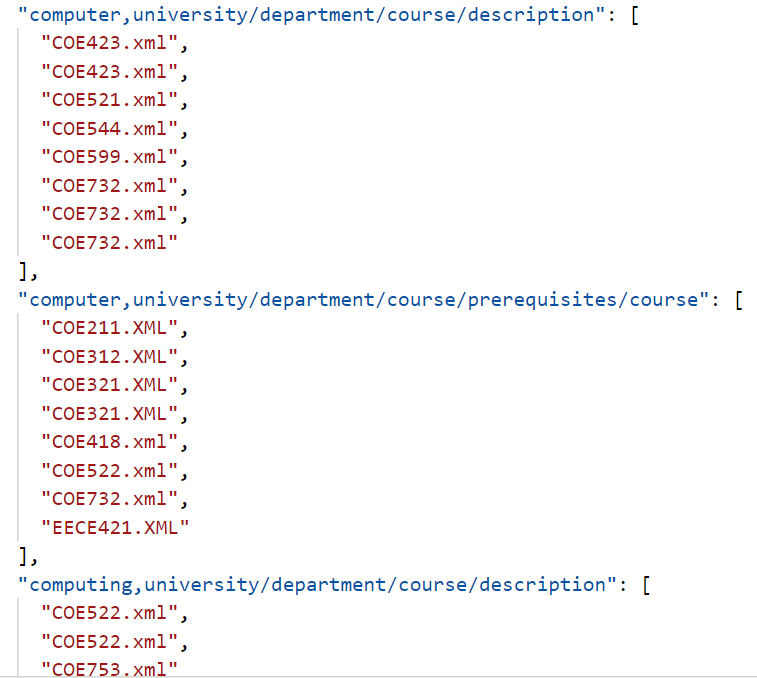 "computer,university/department/course/description": [
"COE423.xml",
"COE423.xml",
"COE521.xml",
"COE544.xml",
"COE599.xml",
"COE732.xml",
"COE732.xml",
"COE732.xml"
],
"computer,university/department/course/prerequisites/course": [
"COE211.XML",
"COE312.XML",
"COE321.XML",
"COE321.XML",
"COE418.xml",
"COE522.xml",
"COE732.xml",
"EECE421.XML"
],
"computing,university/department/course/description": [
"COE522.xml",
"COE522.xml",
"COE753.xml"